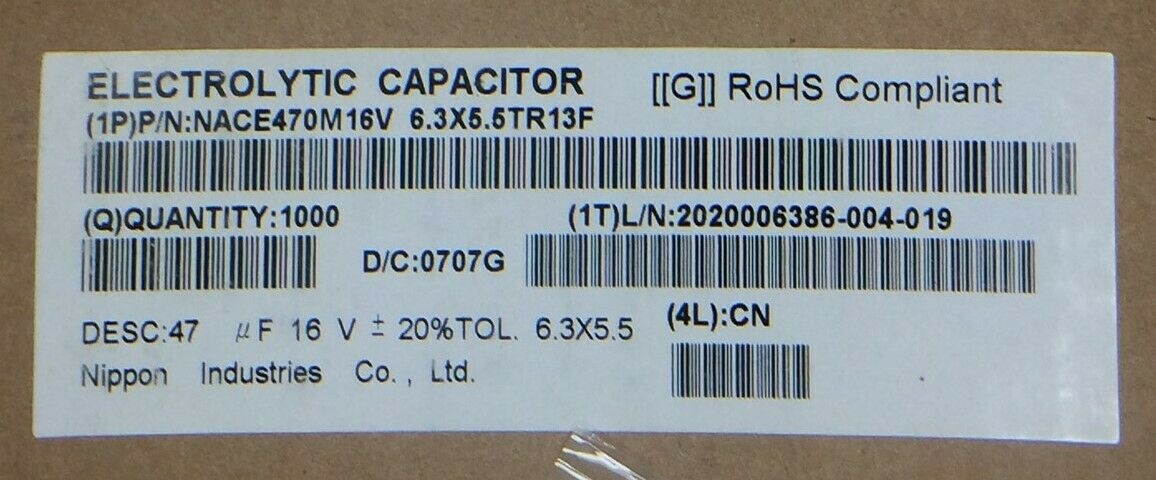 ELECTROLYTIC CAPACITOR [[G]] RoHS Compliant
(1P)P/N:NACE470M16V 6.3X5.5TR13F
(Q)QUANTITY:1000 (1T)L/N:2020006386-004-019
D/C:0707G
DESC:47 μF 16 V ± 20%TOL. 6.3X5.5 (4L):CN
Nippon Industries Co., Ltd.